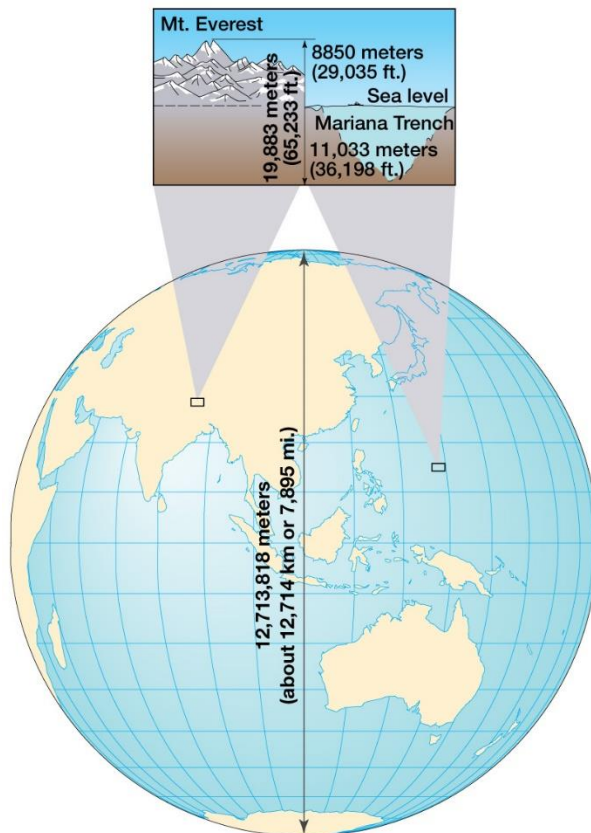 Mt. Everest
8850 meters
(29,035 ft.)
19,883 meters
(65,233 ft.)
Sea level
Mariana Trench
11,033 meters
(36,198 ft.)
12,713,818 meters
(about 12,714 km or 7,895 mi.)